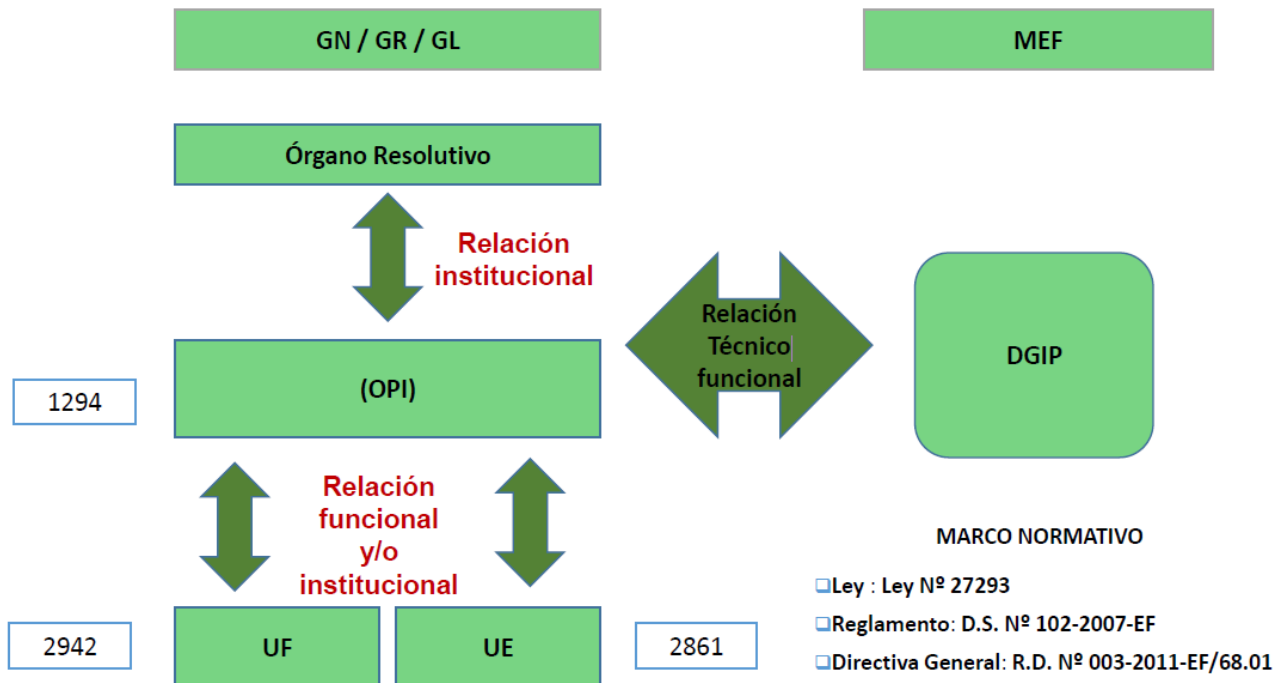 GN / GR / GL
MEF
Órgano Resolutivo
Relación
institucional
Relación
Técnico
funcional
DGIP
(OPI)
1294
Relación
funcional
y/o
institucional
MARCO NORMATIVO
Ley : Ley Nº 27293
Reglamento: D.S. Nº 102-2007-EF
Directiva General: R.D. Nº 003-2011-EF/68.01
2942
UF
UE
2861